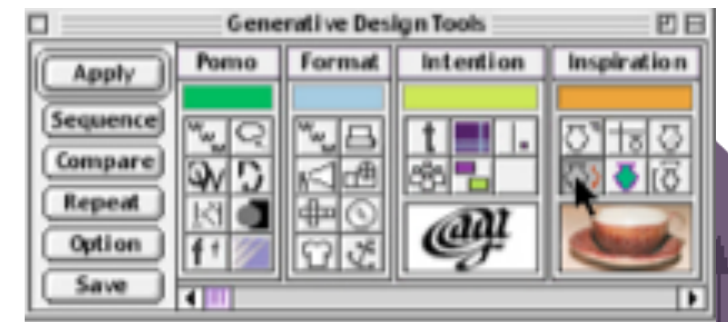 Generative Design Tools
Pomo Format Intention Inspiration
Apply
Sequence
Compare
Repeat
Option
Save